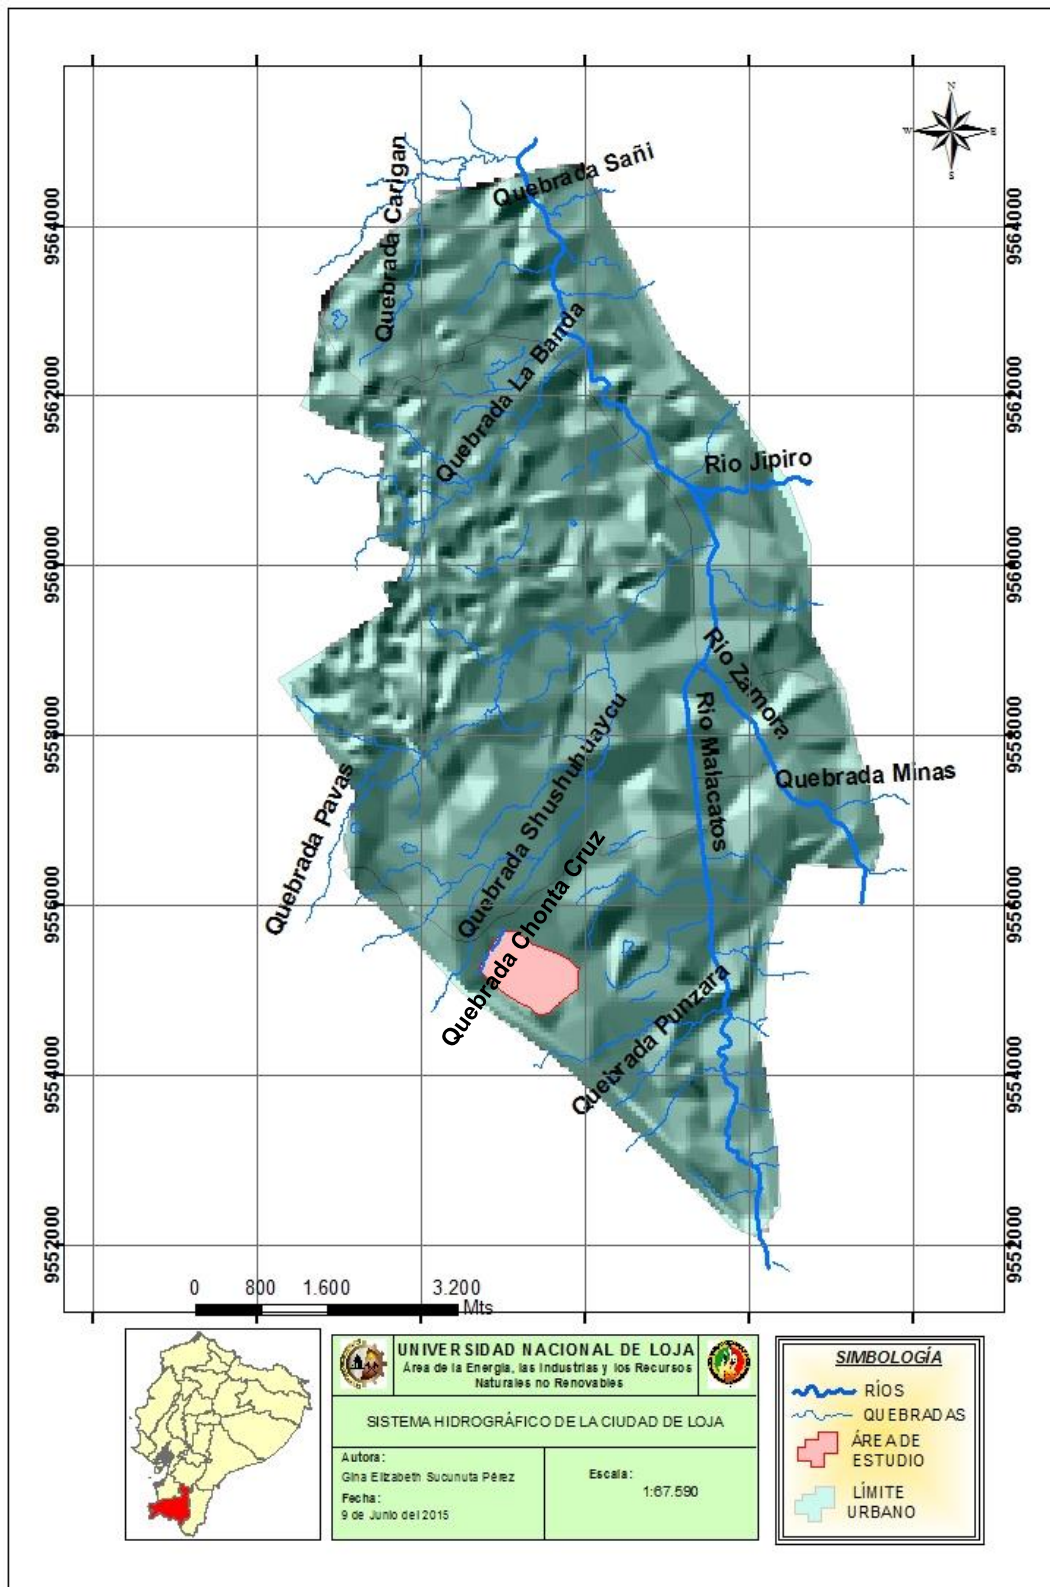 N
W
E
S
Quebrada Sañi
Quebrada Carigan
9564000
9564000
Quebrada La Banda
9562000
9562000
Rio Jipiro
9560000
9560000
Rio Zamora
Rio Malacatos
9558000
9558000
Quebrada Minas
Quebrada Pavas
Quebrada Shushuhuaycu
Quebrada Chonta Cruz
9556000
9556000
Quebrada Punzara
9554000
9554000
9552000
9552000
0 800 1.600 3.200
Mts
UNIVERSIDAD NACIONAL DE LOJA
Área de la Energía, las Industrias y los Recursos
Naturales no Renovables
SISTEMA HIDROGRÁFICO DE LA CIUDAD DE LOJA
Autora:
Gina Elizabeth Sucunuta Pérez
Fecha:
9 de Junio del 2015
Escala:
1:67.590
SIMBOLOGÍA
RÍOS
QUEBRADAS
ÁREA DE
ESTUDIO
LÍMITE
URBANO